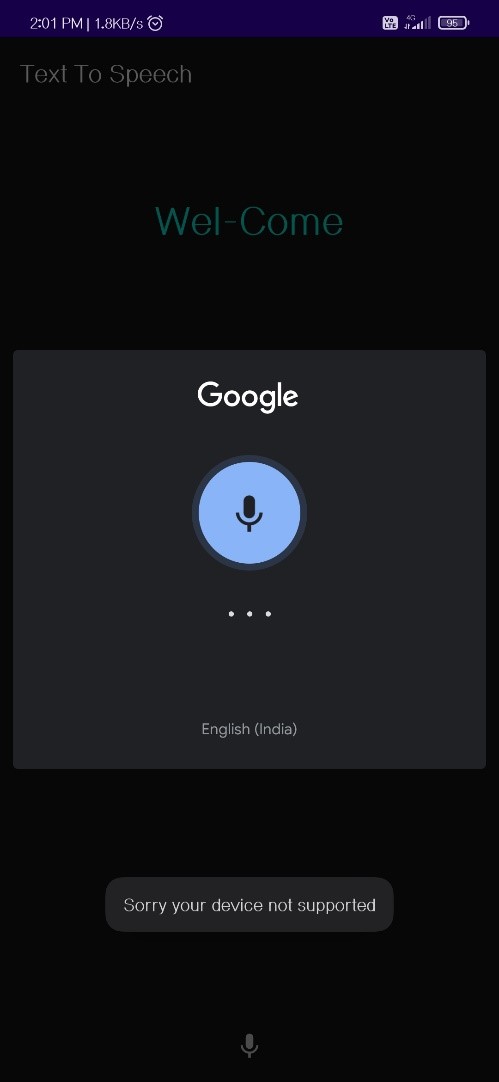 2:01 PM | 1.8KB/s
Vo LTE 4G 95
Text To Speech
Wel-Come
Google
English (India)
Sorry your device not supported